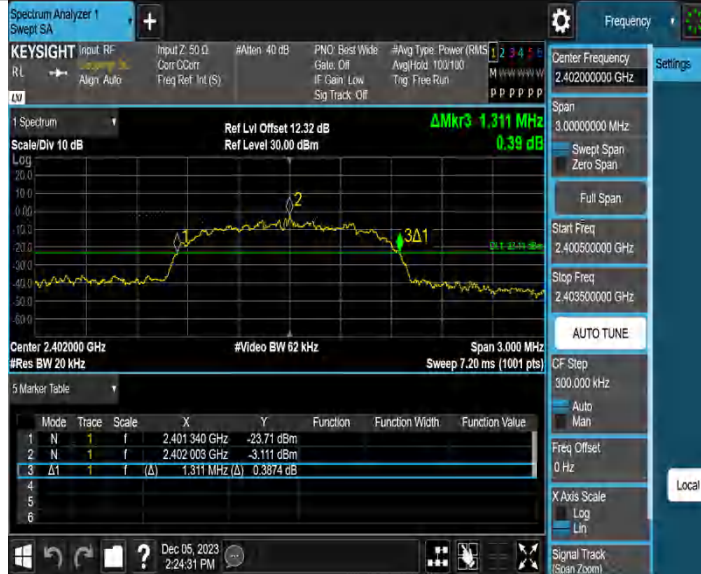 Spectrum Analyzer 1
Swept SA
Frequency
KEYSIGHT
Input: RF
Input Z: 50 Ω
#Atten: 40 dB
PNO: Best Wide
#Avg Type: Power (RMS
1 2 3 4 5 6
RL
Align: Auto
Corr CCorr
Freq Ref: Int (S)
Gate: Off
IF Gain: Low
Sig Track: Off
Avg|Hold: 100/100
Trig: Free Run
M W W W W W
P P P P P P
LXI
1 Spectrum
Scale/Div 10 dB
Ref Lvl Offset 12.32 dB
Ref Level 30.00 dBm
ΔMkr3 1.311 MHz
0.39 dB
Log
20.0
10.0
0.00
-10.0
-20.0
-30.0
-40.0
-50.0
-60.0
1
2
3Δ1
Center 2.402000 GHz
#Res BW 20 kHz
#Video BW 62 kHz
Span 3.000 MHz
Sweep 7.20 ms (1001 pts)
5 Marker Table
Mode Trace Scale X Y Function Function Width Function Value
1 N 1 f 2.401 340 GHz -23.71 dBm
2 N 1 f 2.402 003 GHz -3.111 dBm
3 Δ1 1 f (Δ) 1.311 MHz (Δ) 0.3874 dB
4
5
6
Dec 05, 2023
2:24:31 PM
Center Frequency
2.402000000 GHz
Settings
Span
3.00000000 MHz
Swept Span
Zero Span
Full Span
Start Freq
2.400500000 GHz
Stop Freq
2.403500000 GHz
AUTO TUNE
CF Step
300.000 kHz
Auto
Man
Freq Offset
0 Hz
X Axis Scale
Log
Lin
Local
Signal Track
(Span Zoom)